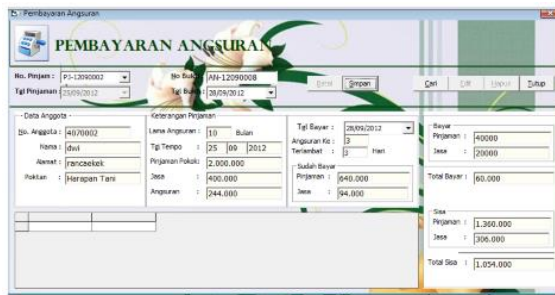 Pembayaran Angsuran
PEMBAYARAN ANGSURAN
No. Pinjam : PJ-12090002 No Bukti : AN-12090008 Batal Simpan Cari Edit Hapus Tutup
Tgl Pinjaman : 25/09/2012 Tgl Bukti : 28/09/2012
Data Anggota
No. Anggota : 4070002
Nama : dwi
Alamat : rancaekek
Poktan : Harapan Tani
Keterangan Pinjaman
Lama Angsuran : 10 Bulan
Tgl Tempo : 25 09 2012
Pinjaman Pokok: 2.000.000
Jasa : 400.000
Angsuran : 244.000
Tgl Bayar : 28/09/2012
Angsuran Ke : 3
Terlambat : 3 Hari
Sudah Bayar
Pinjaman : 640.000
Jasa : 94.000
Bayar
Pinjaman : 40000
Jasa : 20000
Total Bayar : 60.000
Sisa
Pinjaman : 1.360.000
Jasa : 306.000
Total Sisa : 1.054.000